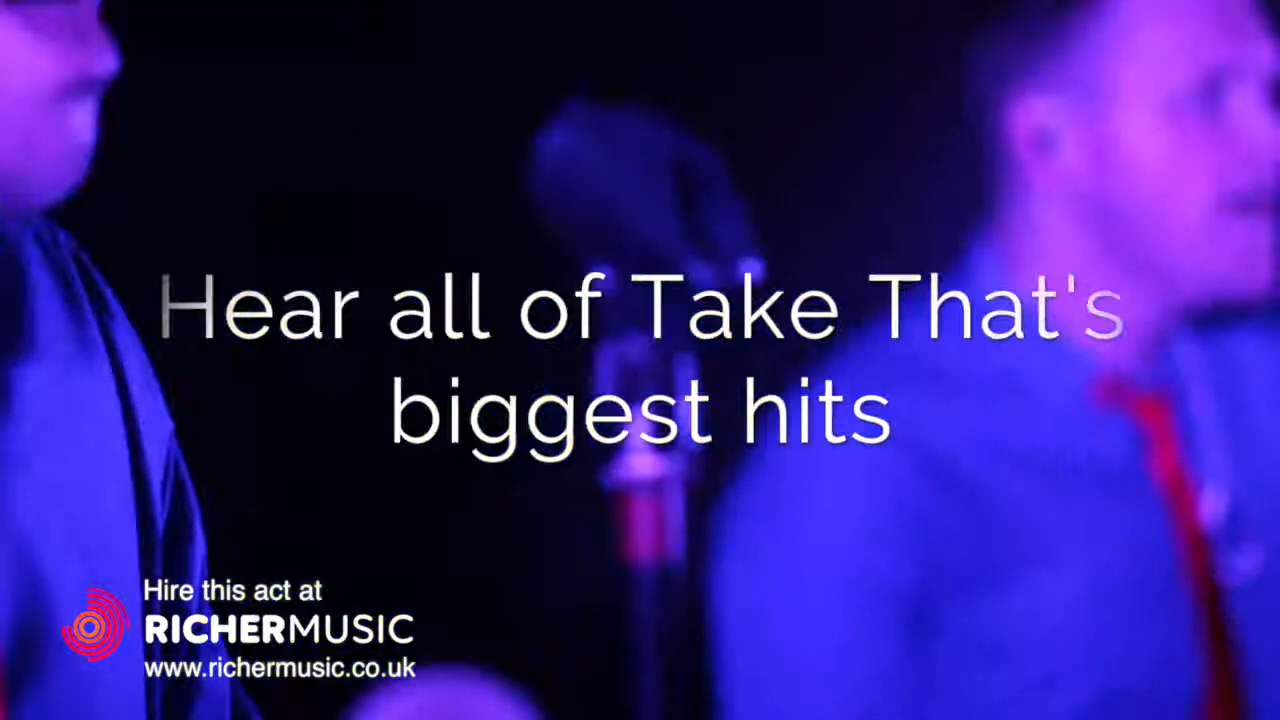 Hear all of Take That's
biggest hits
Hire this act at
RICHERMUSIC
www.richermusic.co.uk